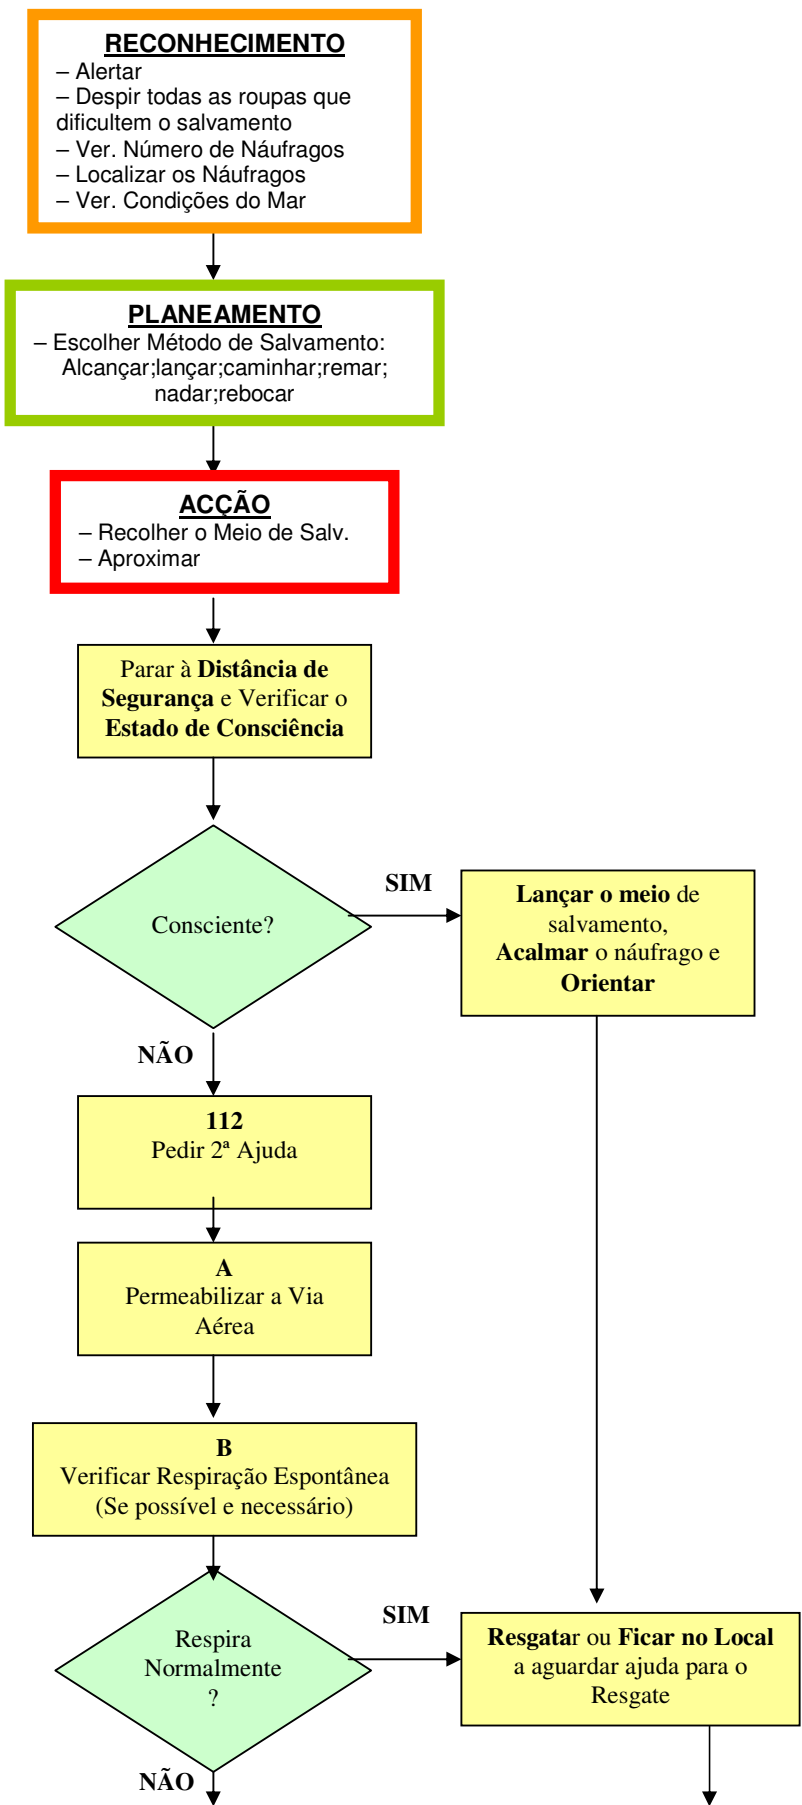 RECONHECIMENTO
– Alertar
– Despir todas as roupas que
dificultem o salvamento
– Ver. Número de Náufragos
– Localizar os Náufragos
– Ver. Condições do Mar
PLANEAMENTO
– Escolher Método de Salvamento:
Alcançar;lançar;caminhar;remar;
nadar;rebocar
ACÇÃO
– Recolher o Meio de Salv.
– Aproximar
Parar à Distância de
Segurança e Verificar o
Estado de Consciência
Consciente?
SIM
Lançar o meio de
salvamento,
Acalmar o náufrago e
Orientar
NÃO
112
Pedir 2ª Ajuda
A
Permeabilizar a Via
Aérea
B
Verificar Respiração Espontânea
(Se possível e necessário)
Respira
Normalmente
?
SIM
Resgatar ou Ficar no Local
a aguardar ajuda para o
Resgate
NÃO